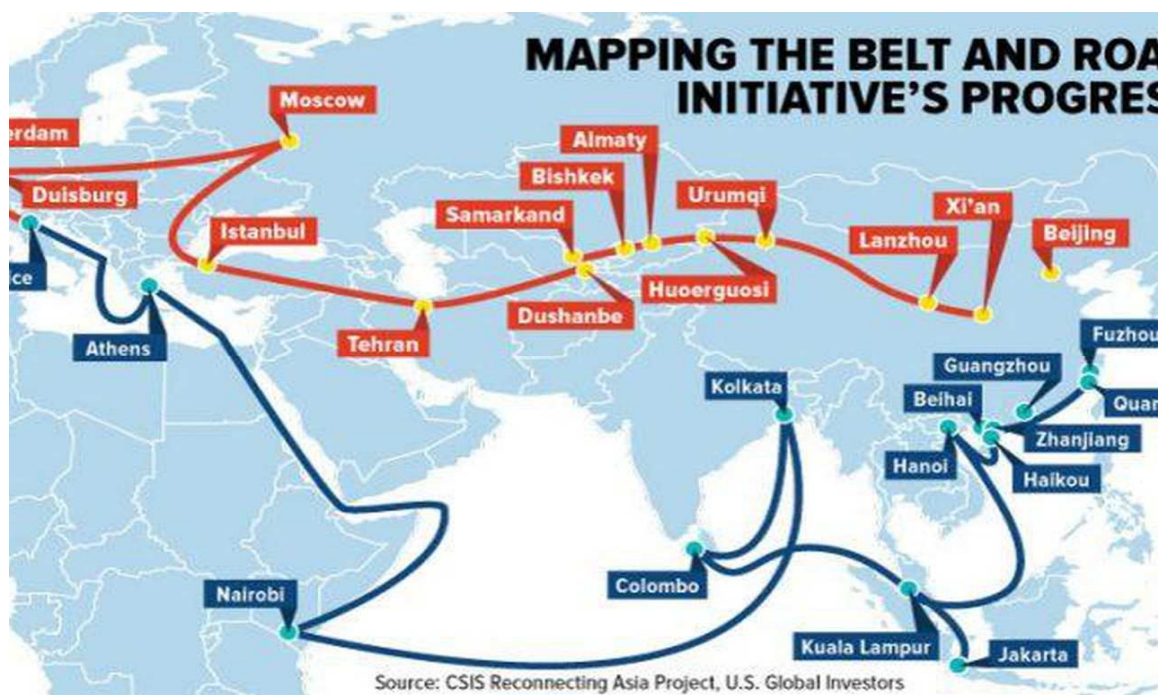 MAPPING THE BELT AND ROA
INITIATIVE'S PROGRES
Moscow
erdam
Almaty
Bishkek
Duisburg
Urumqi
Xi'an
Samarkand
Istanbul
Lanzhou
Beijing
ce
Huoerguosi
Dushanbe
Tehran
Athens
Fuzhou
Guangzhou
Kolkata
Beihai
Quan
Zhanjiang
Hanoi
Haikou
Colombo
Nairobi
Kuala Lampur
Jakarta
Source: CSIS Reconnecting Asia Project, U.S. Global Investors